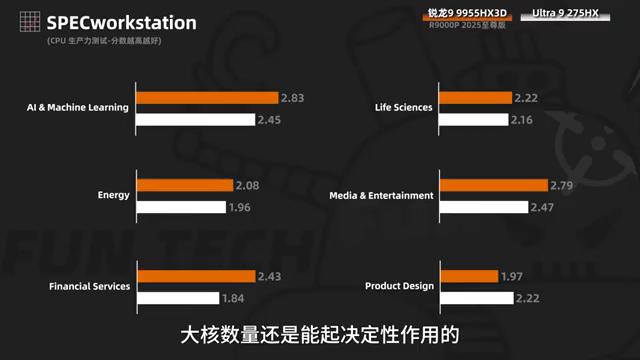 SPECworkstation
(CPU 生产力测试-分数越高越好)
锐龙9 9955HX3D
R9000P 2025至尊版
Ultra 9 275HX
AI & Machine Learning
2.83
2.45
Life Sciences
2.22
2.16
Energy
2.08
1.96
Media & Entertainment
2.79
2.47
Financial Services
2.43
1.84
Product Design
1.97
2.22
FUN TECH
大核数量还是能起决定性作用的